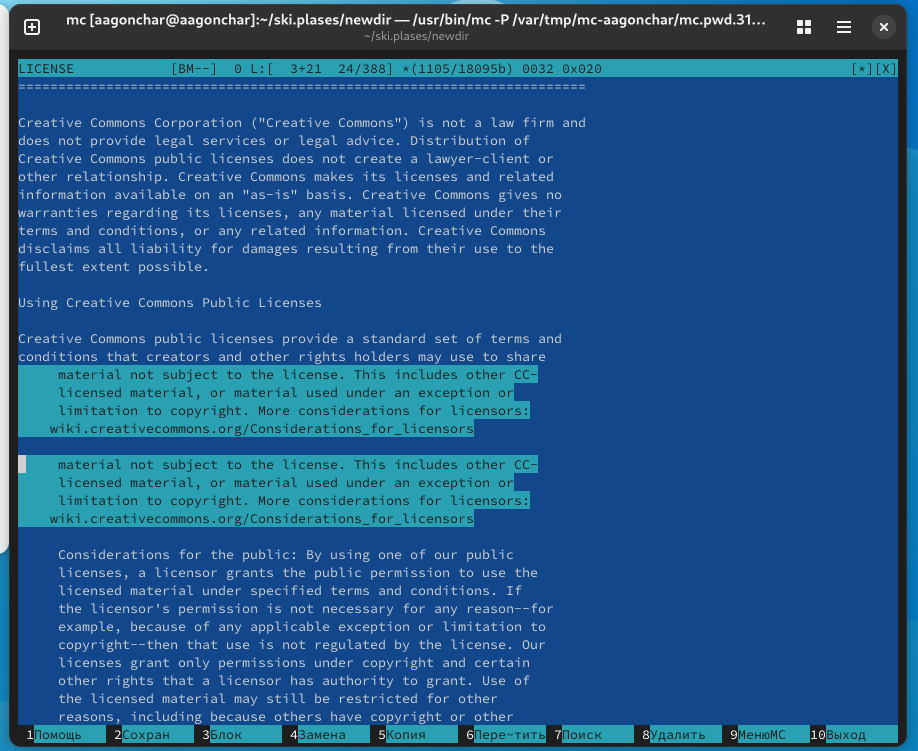 mc [aagonchar@aagonchar]:~/ski.plases/newdir — /usr/bin/mc -P /var/tmp/mc-aagonchar/mc.pwd.31…
~/ski.plases/newdir
LICENSE [BM--] 0 L:[ 3+21 24/388] *(1105/18095b) 0032 0x020 [*][X]
=======================================================================
Creative Commons Corporation ("Creative Commons") is not a law firm and
does not provide legal services or legal advice. Distribution of
Creative Commons public licenses does not create a lawyer-client or
other relationship. Creative Commons makes its licenses and related
information available on an "as-is" basis. Creative Commons gives no
warranties regarding its licenses, any material licensed under their
terms and conditions, or any related information. Creative Commons
disclaims all liability for damages resulting from their use to the
fullest extent possible.
Using Creative Commons Public Licenses
Creative Commons public licenses provide a standard set of terms and
conditions that creators and other rights holders may use to share
material not subject to the license. This includes other CC-
licensed material, or material used under an exception or
limitation to copyright. More considerations for licensors:
wiki.creativecommons.org/Considerations_for_licensors
material not subject to the license. This includes other CC-
licensed material, or material used under an exception or
limitation to copyright. More considerations for licensors:
wiki.creativecommons.org/Considerations_for_licensors
Considerations for the public: By using one of our public
licenses, a licensor grants the public permission to use the
licensed material under specified terms and conditions. If
the licensor's permission is not necessary for any reason--for
example, because of any applicable exception or limitation to
copyright--then that use is not regulated by the license. Our
licenses grant only permissions under copyright and certain
other rights that a licensor has authority to grant. Use of
the licensed material may still be restricted for other
reasons, including because others have copyright or other
1Помощь 2Сохран 3Блок 4Замена 5Копия 6Пере~тить 7Поиск 8Удалить 9МенюMC 10Выход